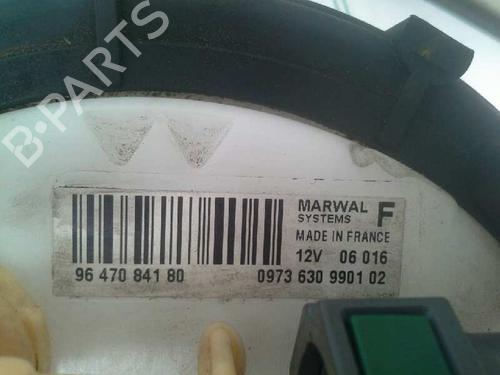 B-PARTS
MARWAL F
SYSTEMS
MADE IN FRANCE
12V 06 016
96 470 841 80 0973 630 9901 02